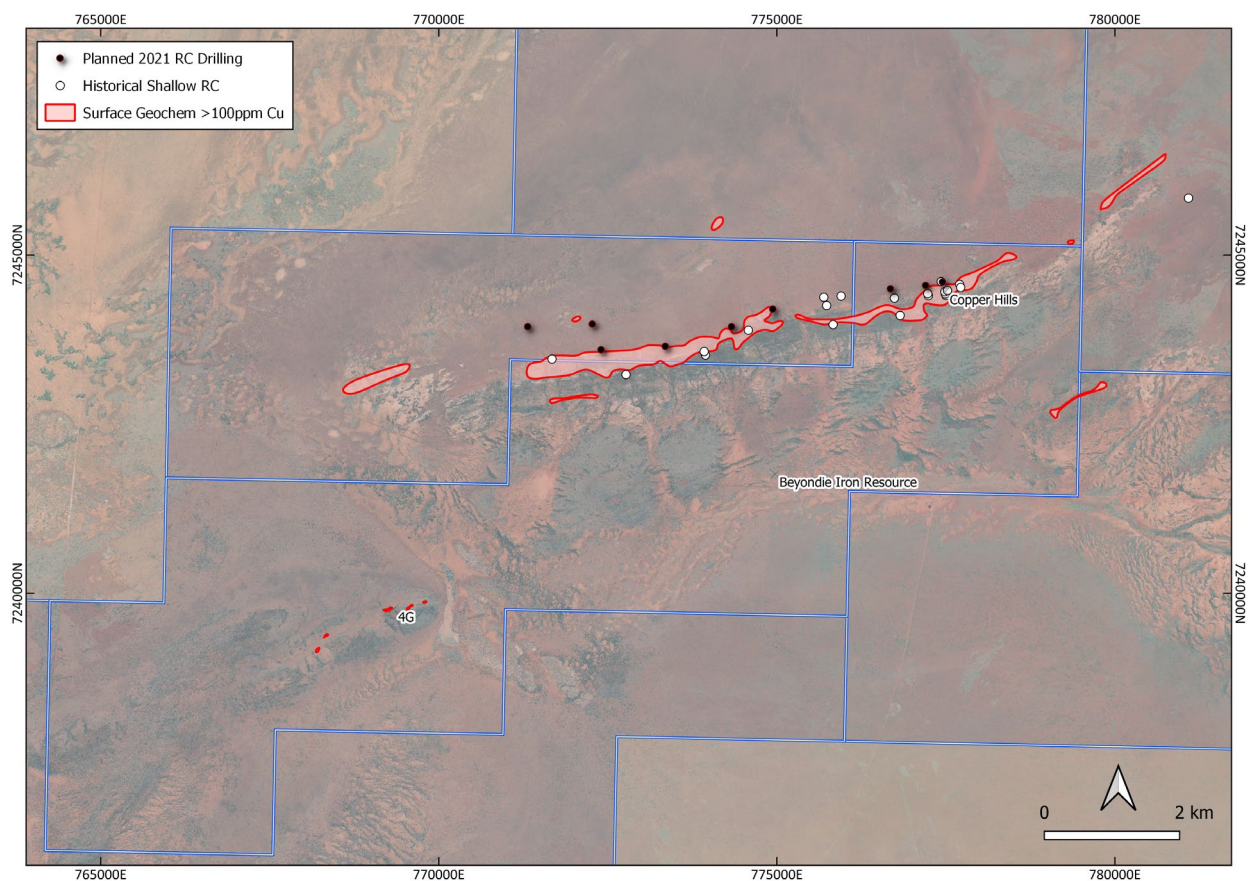 765000E 770000E 775000E 780000E
Planned 2021 RC Drilling
Historical Shallow RC
Surface Geochem >100ppm Cu
7245000N 7245000N
Copper Hills
Beyondie Iron Resource
7240000N 7240000N
4G
0 2 km
765000E 770000E 775000E 780000E